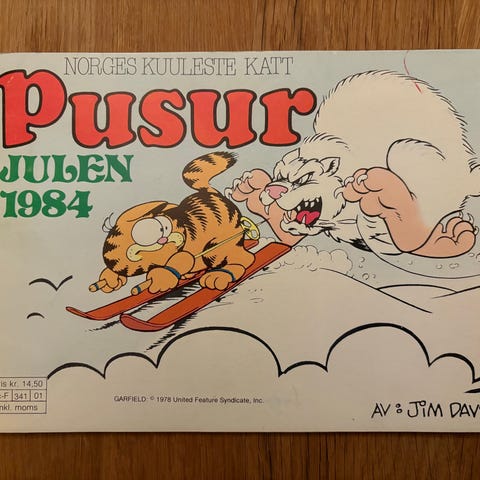 NORGES KUULESTE KATT
Pusur
JULEN
1984
is kr. 14,50
-F 341 01
nkl. moms
GARFIELD: © 1978 United Feature Syndicate, Inc.
AV: JIM DAV